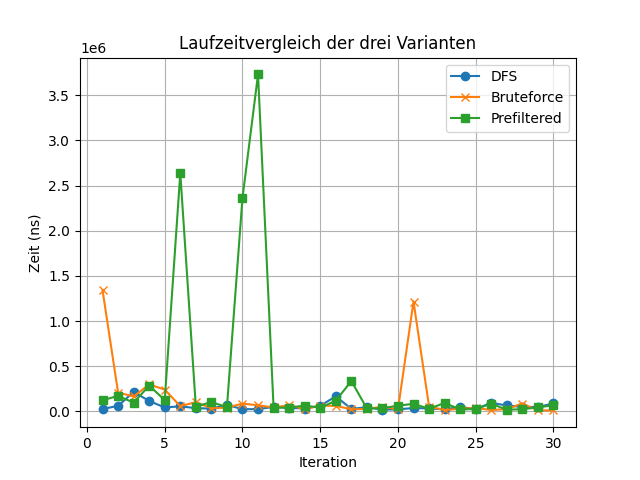 Laufzeitvergleich der drei Varianten
1e6
DFS
Bruteforce
Prefiltered
3.5
3.0
2.5
2.0
1.5
1.0
0.5
0.0
Zeit (ns)
0 5 10 15 20 25 30
Iteration